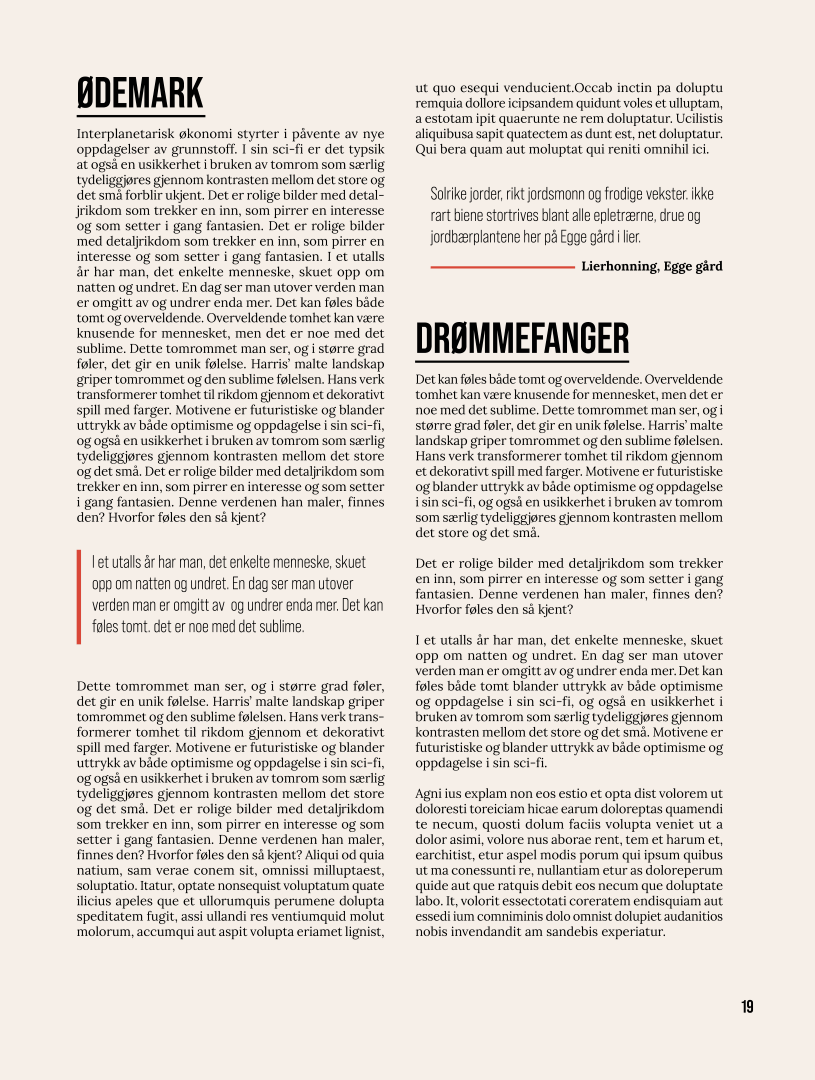 ØDEMARK
Interplanetarisk økonomi styrter i påvente av nye
oppdagelser av grunnstoff. I sin sci-fi er det typsik
at også en usikkerhet i bruken av tomrom som særlig
tydeliggjøres gjennom kontrasten mellom det store og
det små forblir ukjent. Det er rolige bilder med detal-
jrikdom som trekker en inn, som pirrer en interesse
og som setter i gang fantasien. Det er rolige bilder
med detaljrikdom som trekker en inn, som pirrer en
interesse og som setter i gang fantasien. I et utalls
år har man, det enkelte menneske, skuet opp om
natten og undret. En dag ser man utover verden man
er omgitt av og undrer enda mer. Det kan føles både
tomt og overveldende. Overveldende tomhet kan være
knusende for mennesket, men det er noe med det
sublime. Dette tomrommet man ser, og i større grad
føler, det gir en unik følelse. Harris’ malte landskap
griper tomrommet og den sublime følelsen. Hans verk
transformerer tomhet til rikdom gjennom et dekorativt
spill med farger. Motivene er futuristiske og blander
uttrykk av både optimisme og oppdagelse i sin sci-fi,
og også en usikkerhet i bruken av tomrom som særlig
tydeliggjøres gjennom kontrasten mellom det store
og det små. Det er rolige bilder med detaljrikdom som
trekker en inn, som pirrer en interesse og som setter
i gang fantasien. Denne verdenen han maler, finnes
den? Hvorfor føles den så kjent?
I et utalls år har man, det enkelte menneske, skuet
opp om natten og undret. En dag ser man utover
verden man er omgitt av  og undrer enda mer. Det kan
føles tomt. det er noe med det sublime.
Dette tomrommet man ser, og i større grad føler,
det gir en unik følelse. Harris’ malte landskap griper
tomrommet og den sublime følelsen. Hans verk trans-
formerer tomhet til rikdom gjennom et dekorativt
spill med farger. Motivene er futuristiske og blander
uttrykk av både optimisme og oppdagelse i sin sci-fi,
og også en usikkerhet i bruken av tomrom som særlig
tydeliggjøres gjennom kontrasten mellom det store
og det små. Det er rolige bilder med detaljrikdom
som trekker en inn, som pirrer en interesse og som
setter i gang fantasien. Denne verdenen han maler,
finnes den? Hvorfor føles den så kjent? Aliqui od quia
natium, sam verae conem sit, omnissi milluptaest,
soluptatio. Itatur, optate nonsequist voluptatum quate
ilicius apeles que et ullorumquis perumene dolupta
speditatem fugit, assi ullandi res ventiumquid molut
molorum, accumqui aut aspit volupta eriamet lignist,
ut quo esequi venducient.Occab inctin pa doluptu
remquia dollore icipsandem quidunt voles et ulluptam,
a estotam ipit quaerunte ne rem doluptatur. Ucilistis
aliquibusa sapit quatectem as dunt est, net doluptatur.
Qui bera quam aut moluptat qui reniti omnihil ici.
Solrike jorder, rikt jordsmonn og frodige vekster. ikke
rart biene stortrives blant alle epletrærne, drue og
jordbærplantene her på Egge gård i lier.
Lierhonning, Egge gård
DRØMMEFANGER
Det kan føles både tomt og overveldende. Overveldende
tomhet kan være knusende for mennesket, men det er
noe med det sublime. Dette tomrommet man ser, og i
større grad føler, det gir en unik følelse. Harris’ malte
landskap griper tomrommet og den sublime følelsen.
Hans verk transformerer tomhet til rikdom gjennom
et dekorativt spill med farger. Motivene er futuristiske
og blander uttrykk av både optimisme og oppdagelse
i sin sci-fi, og også en usikkerhet i bruken av tomrom
som særlig tydeliggjøres gjennom kontrasten mellom
det store og det små.
Det er rolige bilder med detaljrikdom som trekker
en inn, som pirrer en interesse og som setter i gang
fantasien. Denne verdenen han maler, finnes den?
Hvorfor føles den så kjent?
I et utalls år har man, det enkelte menneske, skuet
opp om natten og undret. En dag ser man utover
verden man er omgitt av og undrer enda mer. Det kan
føles både tomt blander uttrykk av både optimisme
og oppdagelse i sin sci-fi, og også en usikkerhet i
bruken av tomrom som særlig tydeliggjøres gjennom
kontrasten mellom det store og det små. Motivene er
futuristiske og blander uttrykk av både optimisme og
oppdagelse i sin sci-fi.
Agni ius explam non eos estio et opta dist volorem ut
doloresti toreiciam hicae earum doloreptas quamendi
te necum, quosti dolum faciis volupta veniet ut a
dolor asimi, volore nus aborae rent, tem et harum et,
earchitist, etur aspel modis porum qui ipsum quibus
ut ma conessunti re, nullantiam etur as doloreperum
quide aut que ratquis debit eos necum que doluptate
labo. It, volorit essectotati coreratem endisquiam aut
essedi ium comniminis dolo omnist dolupiet audanitios
nobis invendandit am sandebis experiatur.
19